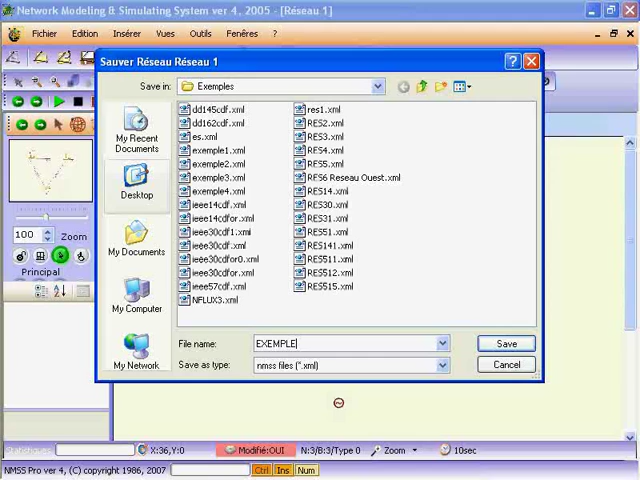 Network Modeling & Simulating System ver 4, 2005 - [Réseau 1]
Fichier Edition Insérer Vues Outils Fenêtres ?
Sauver Réseau Réseau 1
Save in: Exemples
My Recent Documents
Desktop
My Documents
My Computer
My Network
dd145cdf.xml
dd162cdf.xml
es.xml
exemple1.xml
exemple2.xml
exemple3.xml
exemple4.xml
ieee14cdf.xml
ieee14cdfor.xml
ieee30cdf1.xml
ieee30cdf.xml
ieee30cdfor0.xml
ieee30cdfor.xml
ieee57cdf.xml
NFLUX3.xml
res1.xml
RES2.xml
RES3.xml
RES4.xml
RES5.xml
RES6 Reseau Ouest.xml
RES14.xml
RES30.xml
RES31.xml
RES51.xml
RES141.xml
RES511.xml
RES512.xml
RES515.xml
File name: EXEMPLE Save
Save as type: nmss files (*.xml) Cancel
100 Zoom
Principal
Statistiques X:36,Y:0 Modifié:OUI N:3/B:3/Type 0 Zoom 10sec
NMSS Pro ver 4, (C) copyright 1986, 2007 Ctrl Ins Num